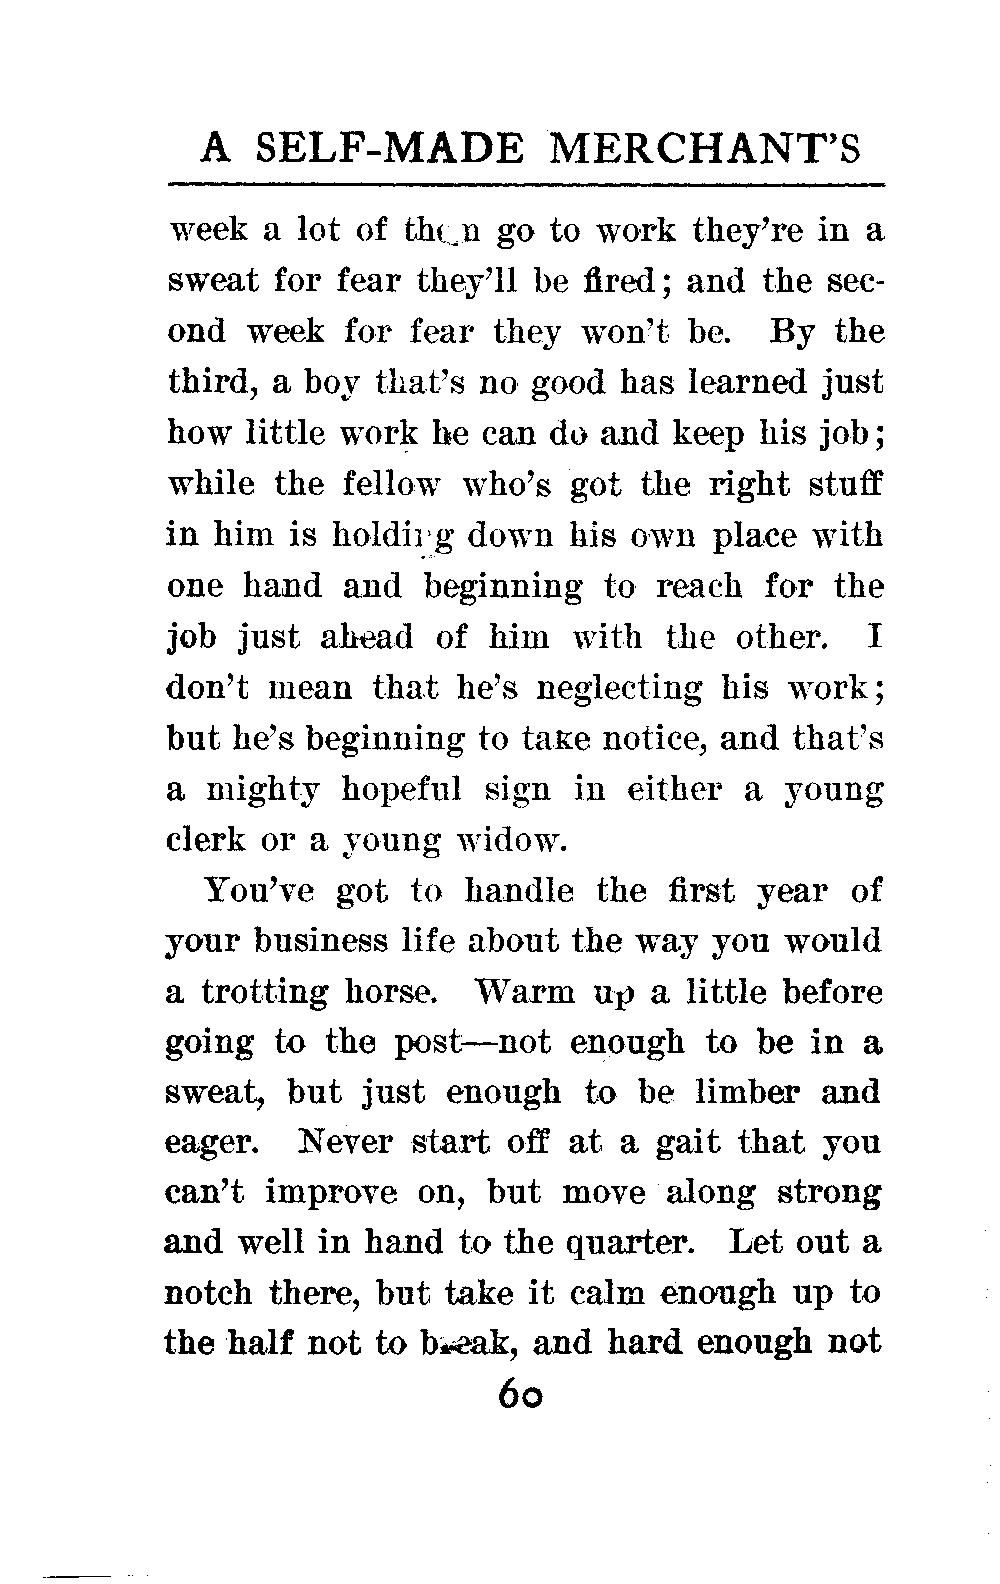 A SELF-MADE MERCHANT'S
week a lot of them go to work they're in a
sweat for fear they'll be fired; and the sec-
ond week for fear they won't be. By the
third, a boy that's no good has learned just
how little work he can do and keep his job;
while the fellow who's got the right stuff
in him is holding down his own place with
one hand and beginning to reach for the
job just ahead of him with the other. I
don't mean that he's neglecting his work;
but he's beginning to take notice, and that's
a mighty hopeful sign in either a young
clerk or a young widow.
You've got to handle the first year of
your business life about the way you would
a trotting horse. Warm up a little before
going to the post—not enough to be in a
sweat, but just enough to be limber and
eager. Never start off at a gait that you
can't improve on, but move along strong
and well in hand to the quarter. Let out a
notch there, but take it calm enough up to
the half not to break, and hard enough not
60